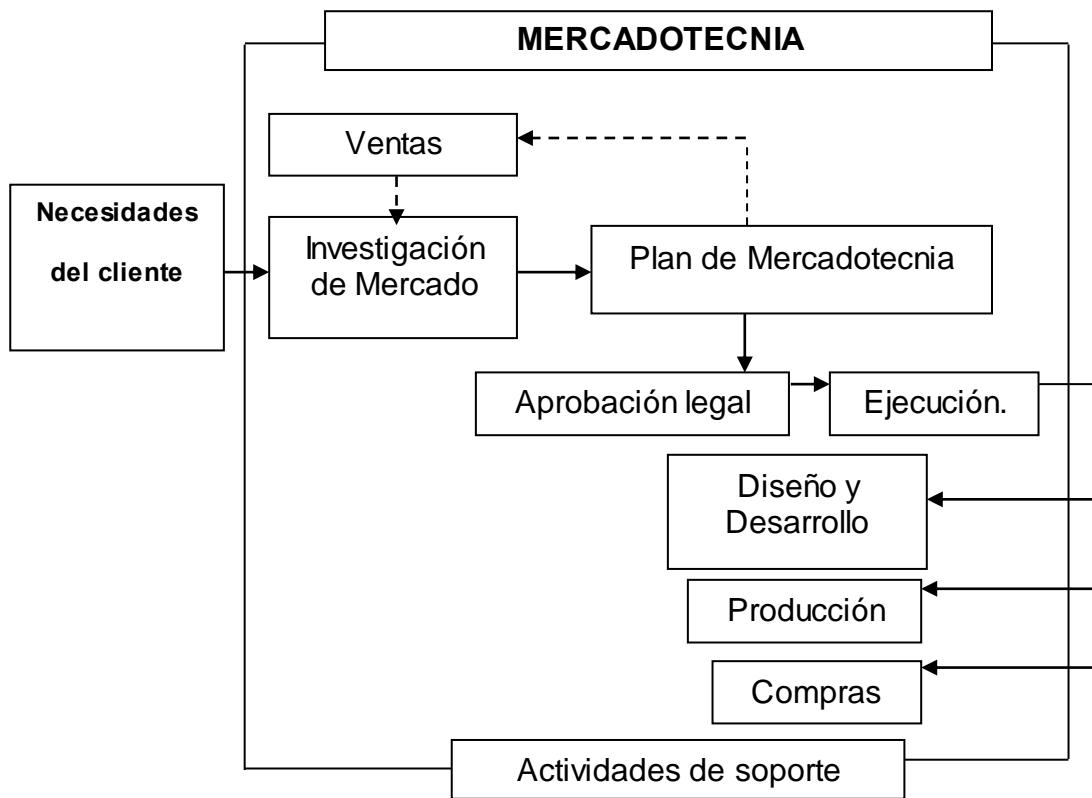 MERCADOTECNIA
Ventas
Necesidades
del cliente
Investigación
de Mercado
Plan de Mercadotecnia
Aprobación legal
Ejecución.
Diseño y
Desarrollo
Producción
Compras
Actividades de soporte